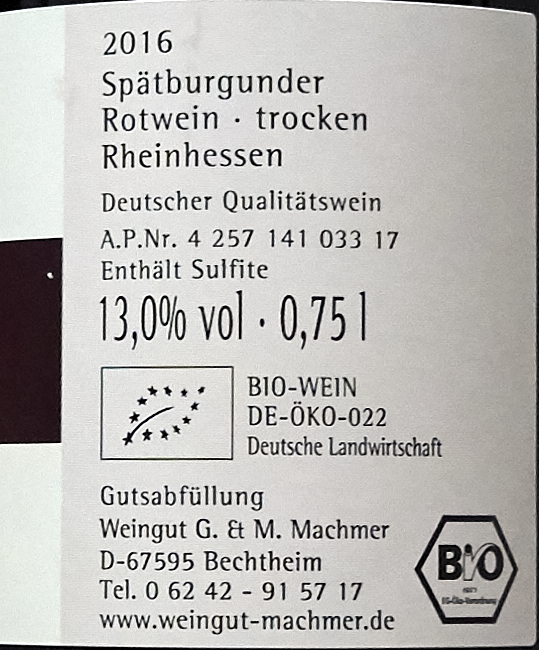 2016
Spätburgunder
Rotwein · trocken
Rheinhessen
Deutscher Qualitätswein
A.P.Nr. 4 257 141 033 17
Enthält Sulfite
13,0% vol · 0,75 l
BIO-WEIN
DE-ÖKO-022
Deutsche Landwirtschaft
Gutsabfüllung
Weingut G. & M. Machmer
D-67595 Bechtheim
Tel. 0 62 42 - 91 57 17
www.weingut-machmer.de
BIO